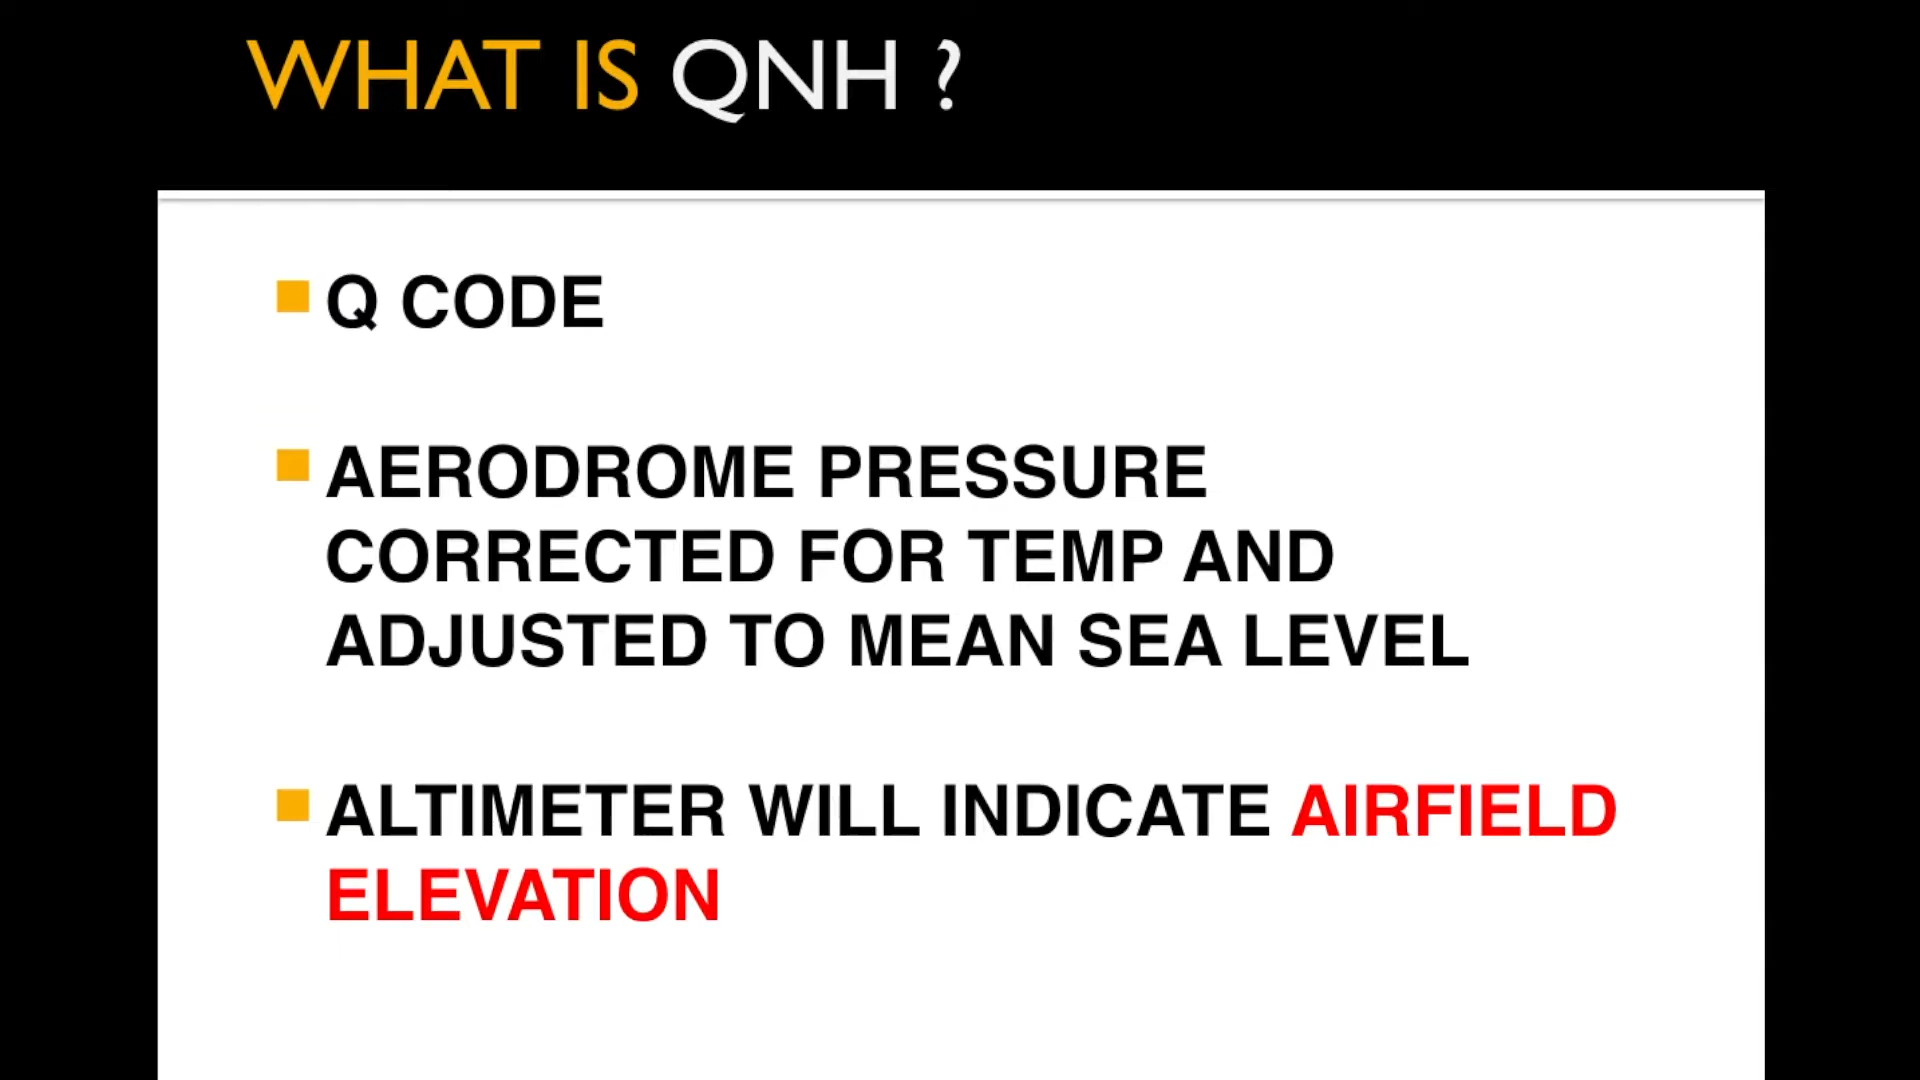 WHAT IS QNH ?
Q CODE
AERODROME PRESSURE
CORRECTED FOR TEMP AND
ADJUSTED TO MEAN SEA LEVEL
ALTIMETER WILL INDICATE AIRFIELD
ELEVATION